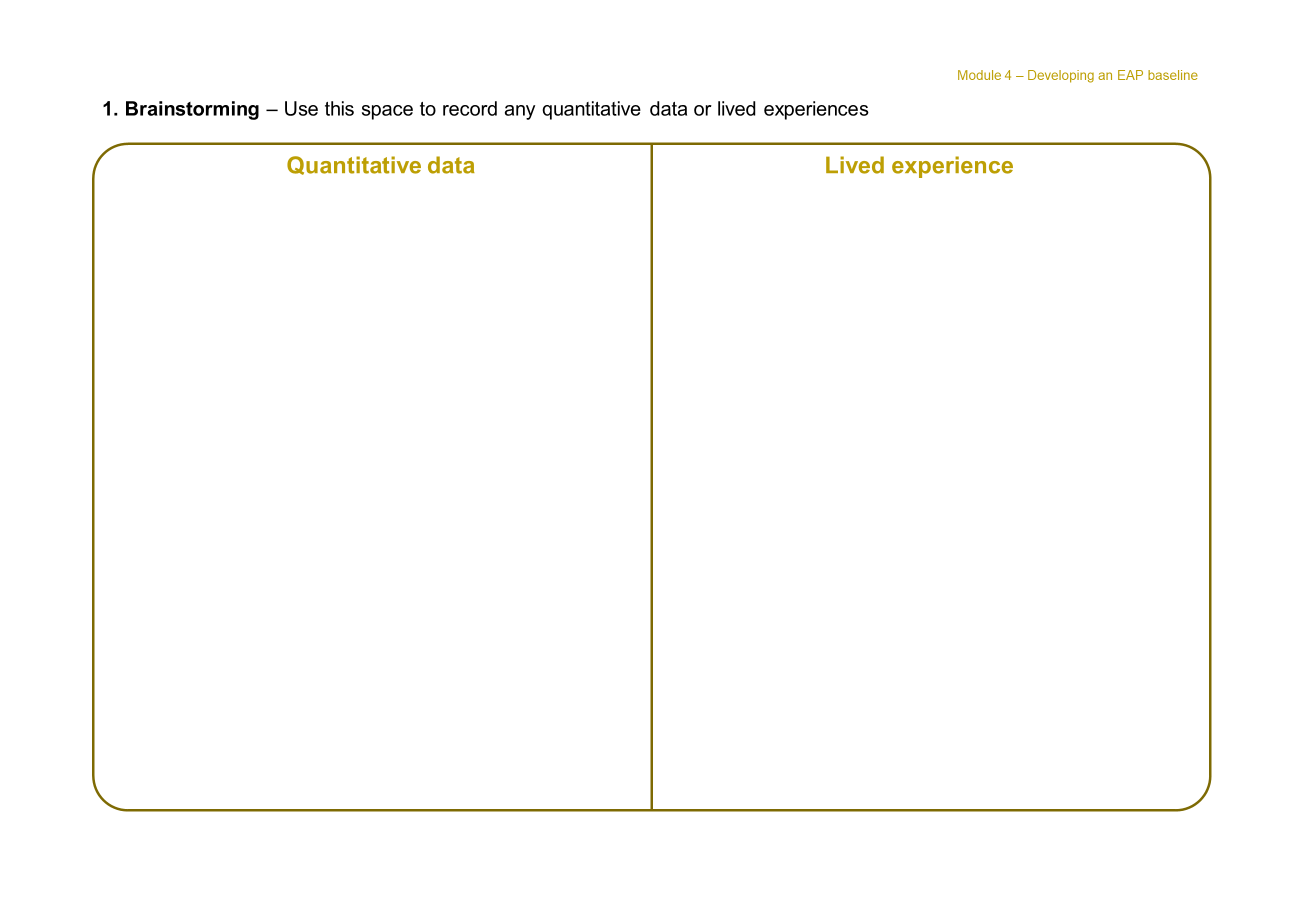 Module 4 – Developing an EAP baseline
1. Brainstorming – Use this space to record any quantitative data or lived experiences
Quantitative data
Lived experience